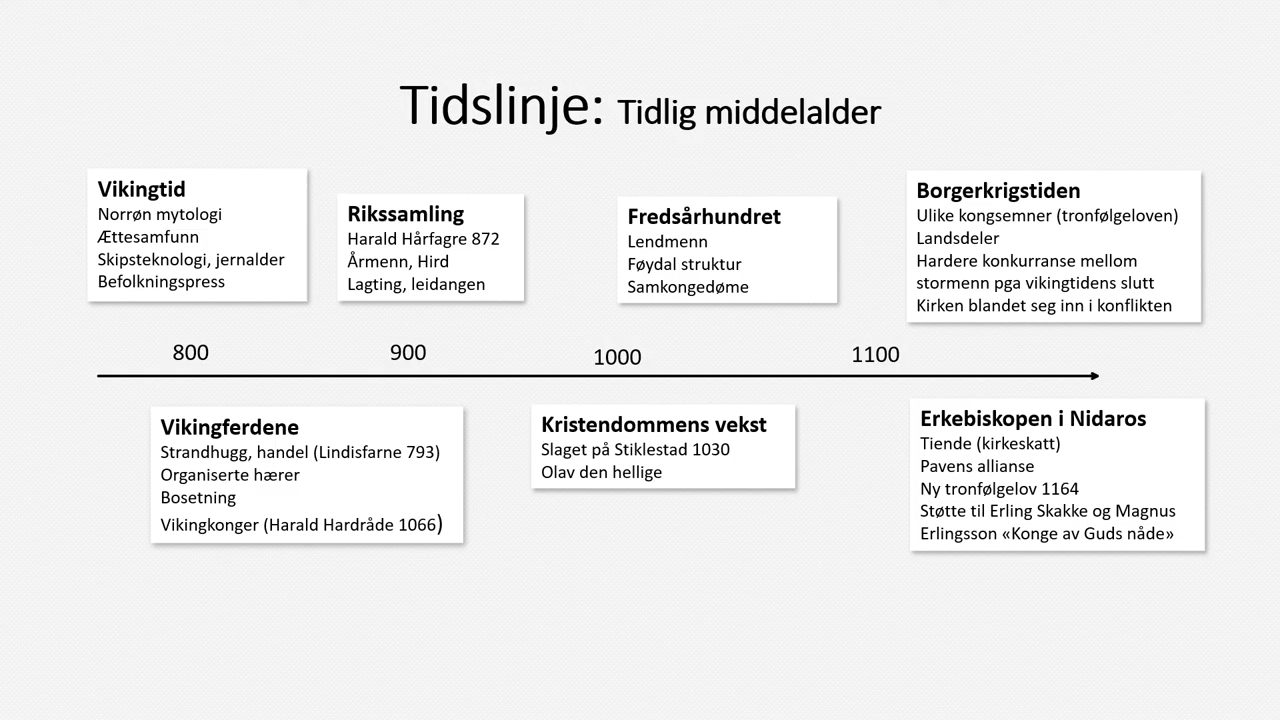 Tidslinje: Tidlig middelalder
Vikingtid
Norrøn mytologi
Ættesamfunn
Skipsteknologi, jernalder
Befolkningspress
Rikssamling
Harald Hårfagre 872
Årmenn, Hird
Lagting, leidangen
Fredsårhundret
Lendmenn
Føydal struktur
Samkongedøme
Borgerkrigstiden
Ulike kongsemner (tronfølgeloven)
Landsdeler
Hardere konkurranse mellom
stormenn pga vikingtidens slutt
Kirken blandet seg inn i konflikten
800
900
1000
1100
Vikingferdene
Strandhugg, handel (Lindisfarne 793)
Organiserte hærer
Bosetning
Vikingkonger (Harald Hardråde 1066)
Kristendommens vekst
Slaget på Stiklestad 1030
Olav den hellige
Erkebiskopen i Nidaros
Tiende (kirkeskatt)
Pavens allianse
Ny tronfølgelov 1164
Støtte til Erling Skakke og Magnus
Erlingsson «Konge av Guds nåde»